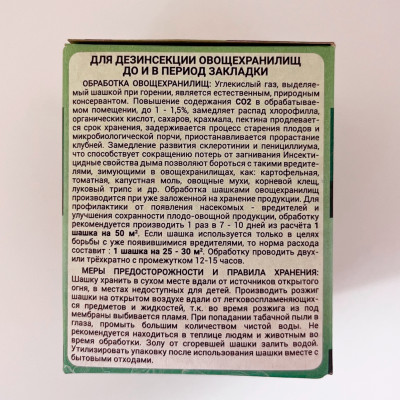 ДЛЯ ДЕЗИНСЕКЦИИ ОВОЩЕХРАНИЛИЩ
ДО И В ПЕРИОД ЗАКЛАДКИ
ОБРАБОТКА ОВОЩЕХРАНИЛИЩ: Углекислый газ, выделяе-
мый шашкой при горении, является естественным, природным
консервантом. Повышение содержания СО2 в обрабатывае-
мом помещении, до 1 - 1,5%, замедляет распад хлорофилла,
органических кислот, сахаров, крахмала, пектина продлевает-
ся срок хранения, задерживается процесс старения плодов и
микробиологической порчи, приостанавливается прорастание
клубней. Замедление развития склеротинии и пенициллиума,
что способствует сокращению потерь от загнивания Инсекти-
цидные свойства дыма позволяют бороться с такими вредите-
лями, зимующими в овощехранилищах, как: картофельная,
томатная, капустная моль, овощные мухи, корневой клещ,
луковый трипс и др. Обработка шашками овощехранилищ
производится при уже заложенной на хранение продукции. Для
профилактики от появления насекомых - вредителей и
улучшения сохранности плодо-овощной продукции, обработку
рекомендуется производить 1 раз в 7 - 10 дней из расчёта 1
шашка на 50 м². Если шашка используется только в целях
борьбы с уже появившимися вредителями, то норма расхода
составит : 1 шашка на 25 - 30 м². Обработку проводить двух-
или трёхкратно с промежутком 12-15 часов.
МЕРЫ ПРЕДОСТОРОЖНОСТИ И ПРАВИЛА ХРАНЕНИЯ:
Шашку хранить в сухом месте вдали от источников открытого
огня, в местах недоступных для детей. Производить розжиг
шашки на открытом воздухе вдали от легковоспламеняющих-
ся предметов и жидкостей, т.к. во время розжига из под
мембраны выбивается пламя. При попадании табачной пыли в
глаза, промыть большим количеством чистой воды. Не
рекомендуется находиться в теплице людям и животным во
время обработки. Золу от сгоревшей шашки залить водой.
Утилизировать упаковку после использования шашки вместе с
бытовыми отходами.